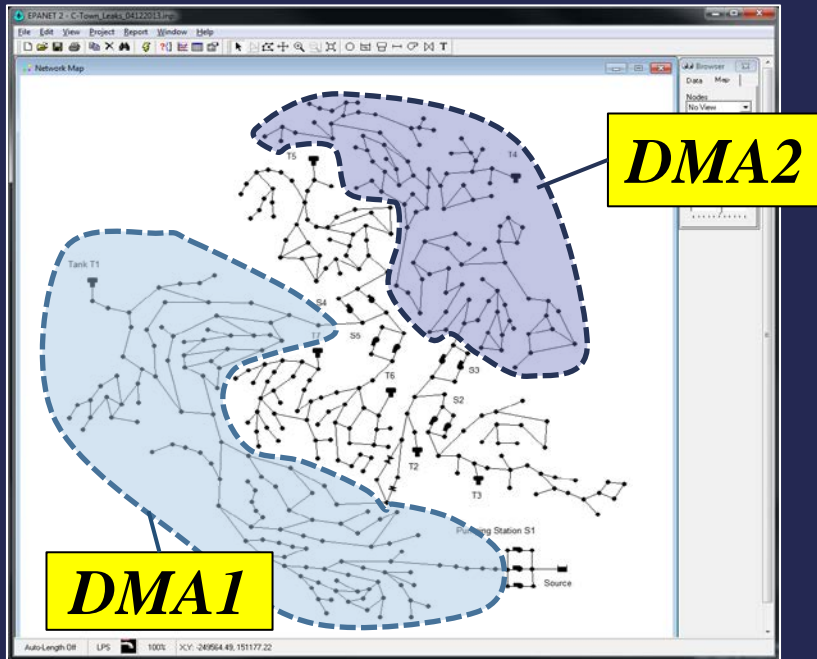 EPANET 2 - C-Town_Leaks_04122013.inp
File Edit View Project Report Window Help
T
Network Map
Browser
Data Map
Nodes
No View
T5
T4
DMA2
Tank T1
S4
T7
S5
T6
S3
S2
T2
T3
Pumping Station S1
Source
DMA1
Auto-Length Off LPS 100% X,Y: -249564.49, 151177.22